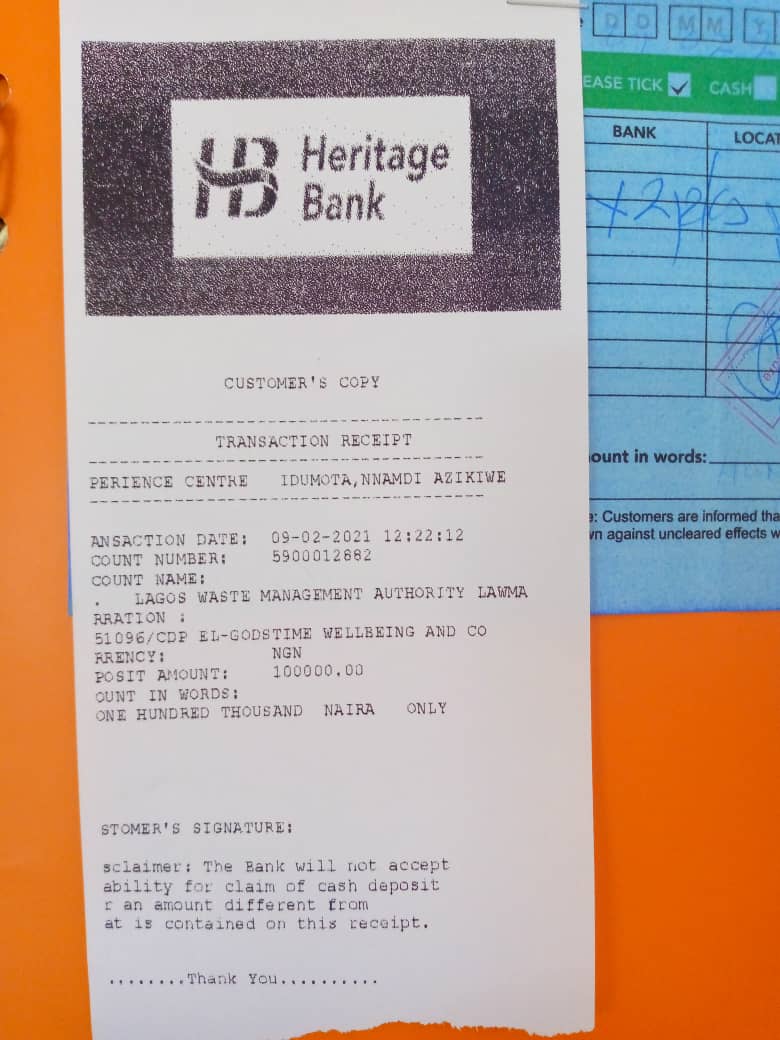 Heritage
Bank
CUSTOMER'S COPY
TRANSACTION RECEIPT
PERIENCE CENTRE IDUMOTA,NNAMDI AZIKIWE
ANSACTION DATE: 09-02-2021 12:22:12
COUNT NUMBER: 5900012882
COUNT NAME:
. LAGOS WASTE MANAGEMENT AUTHORITY LAWMA
RRATION :
51096/CDP EL-GODSTIME WELLBEING AND CO
RRENCY: NGN
POSIT AMOUNT: 100000.00
OUNT IN WORDS:
ONE HUNDRED THOUSAND NAIRA ONLY
STOMER'S SIGNATURE:
sclaimer: The Bank will not accept
ability for claim of cash deposit
r an amount different from
at is contained on this receipt.
........Thank You..........
D D M M Y
EASE TICK CASH
BANK LOCAT
ount in words:
e: Customers are informed tha
vn against uncleared effects w